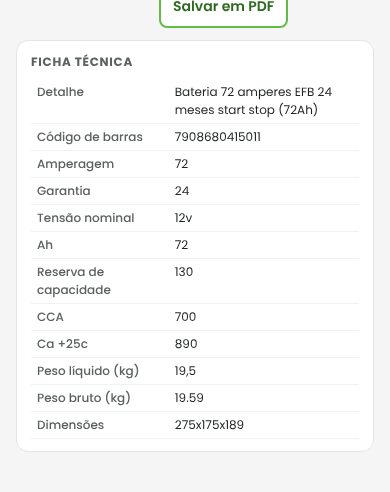 Salvar em PDF
FICHA TÉCNICA
Detalhe Bateria 72 amperes EFB 24
meses start stop (72Ah)
Código de barras 7908680415011
Amperagem 72
Garantia 24
Tensão nominal 12v
Ah 72
Reserva de 130
capacidade
CCA 700
Ca +25c 890
Peso líquido (kg) 19,5
Peso bruto (kg) 19.59
Dimensões 275x175x189